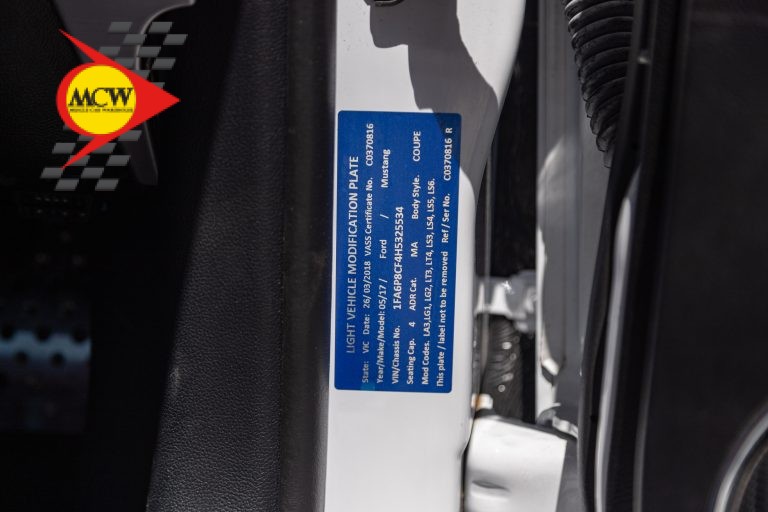 MCW
MUSCLE CAR WAREHOUSE
LIGHT VEHICLE MODIFICATION PLATE
State: VIC Date: 26/03/2018 VASS Certificate No. C0370816
Year/Make/Model: 05/17 / Ford / Mustang
VIN/Chassis No. 1FA6P8CF4H5325534
Seating Cap. 4 ADR Cat. MA Body Style. COUPE
Mod Codes. LA3,LG1, LG2, LT3, LT4, LS3, LS4, LS5, LS6.
This plate / label not to be removed Ref / Ser No. C0370816 R